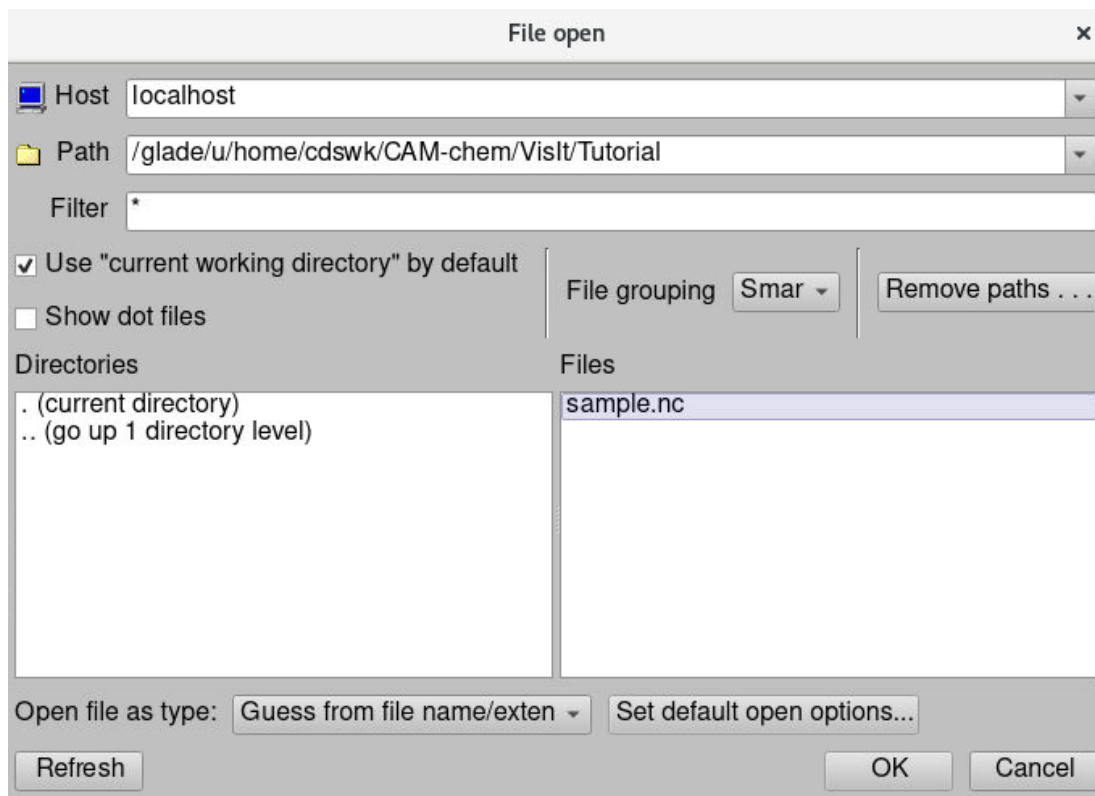 File open
Host localhost
Path /glade/u/home/cdswk/CAM-chem/VisIt/Tutorial
Filter *
Use "current working directory" by default
Show dot files
File grouping Smar
Remove paths . . .
Directories
. (current directory)
.. (go up 1 directory level)
Files
sample.nc
Open file as type: Guess from file name/exten
Set default open options...
Refresh
OK
Cancel